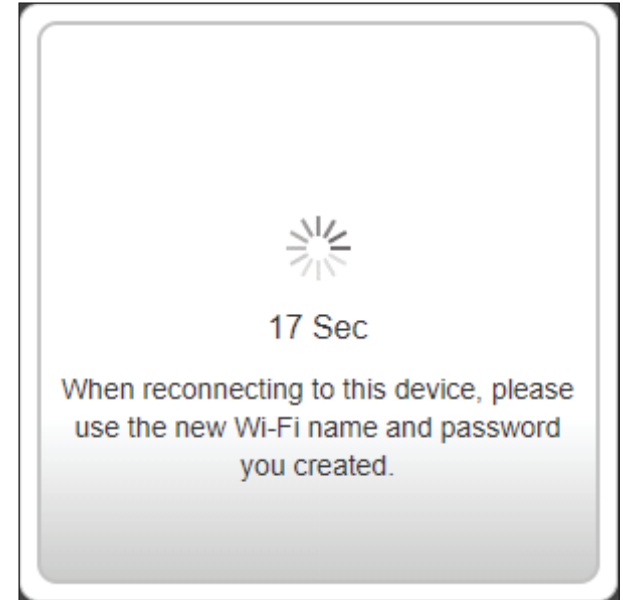 17 Sec
When reconnecting to this device, please
use the new Wi-Fi name and password
you created.